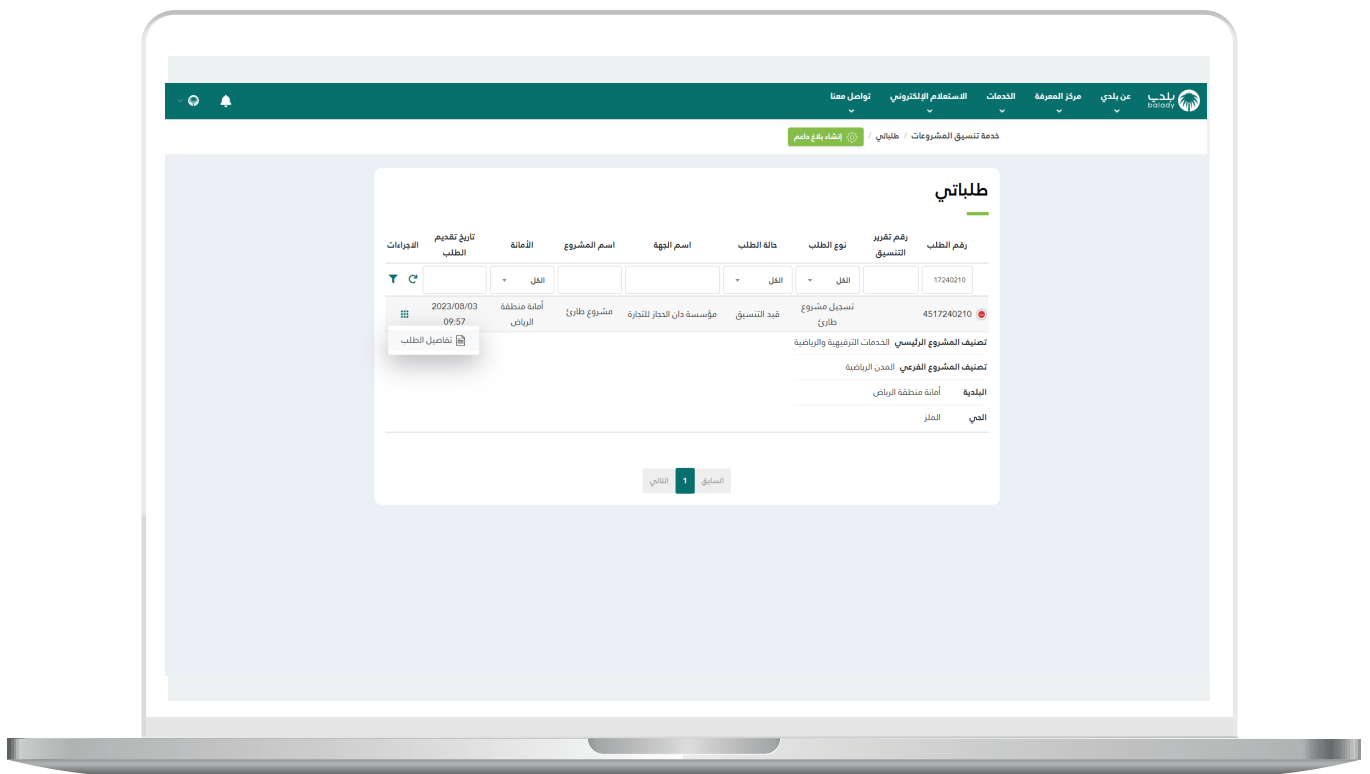 بلدي
balady
عن بلدي
مركز المعرفة
الخدمات
الاستعلام الإلكتروني
تواصل معنا
خدمة تنسيق المشروعات / طلباتي / إنشاء بلاغ داعم
طلباتي
رقم الطلب
رقم تقرير
التنسيق
نوع الطلب
حالة الطلب
اسم الجهة
اسم المشروع
الأمانة
تاريخ تقديم
الطلب
الاجراءات
17240210
الكل
الكل
الكل
4517240210
تسجيل مشروع
طارئ
قيد التنسيق
مؤسسة دان الحجاز للتجارة
مشروع طارئ
أمانة منطقة
الرياض
2023/08/03
09:57
تفاصيل الطلب
تصنيف المشروع الرئيسي الخدمات الترفيهية والرياضية
تصنيف المشروع الفرعي المدن الرياضية
البلدية أمانة منطقة الرياض
الحي الملز
السابق 1 التالي